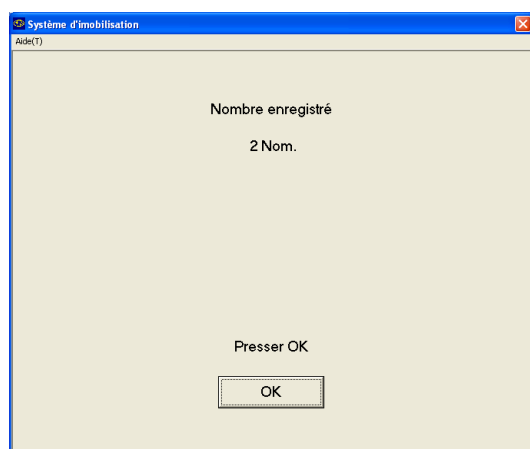 Système d'imobilisation
Aide(T)
Nombre enregistré
2 Nom.
Presser OK
OK